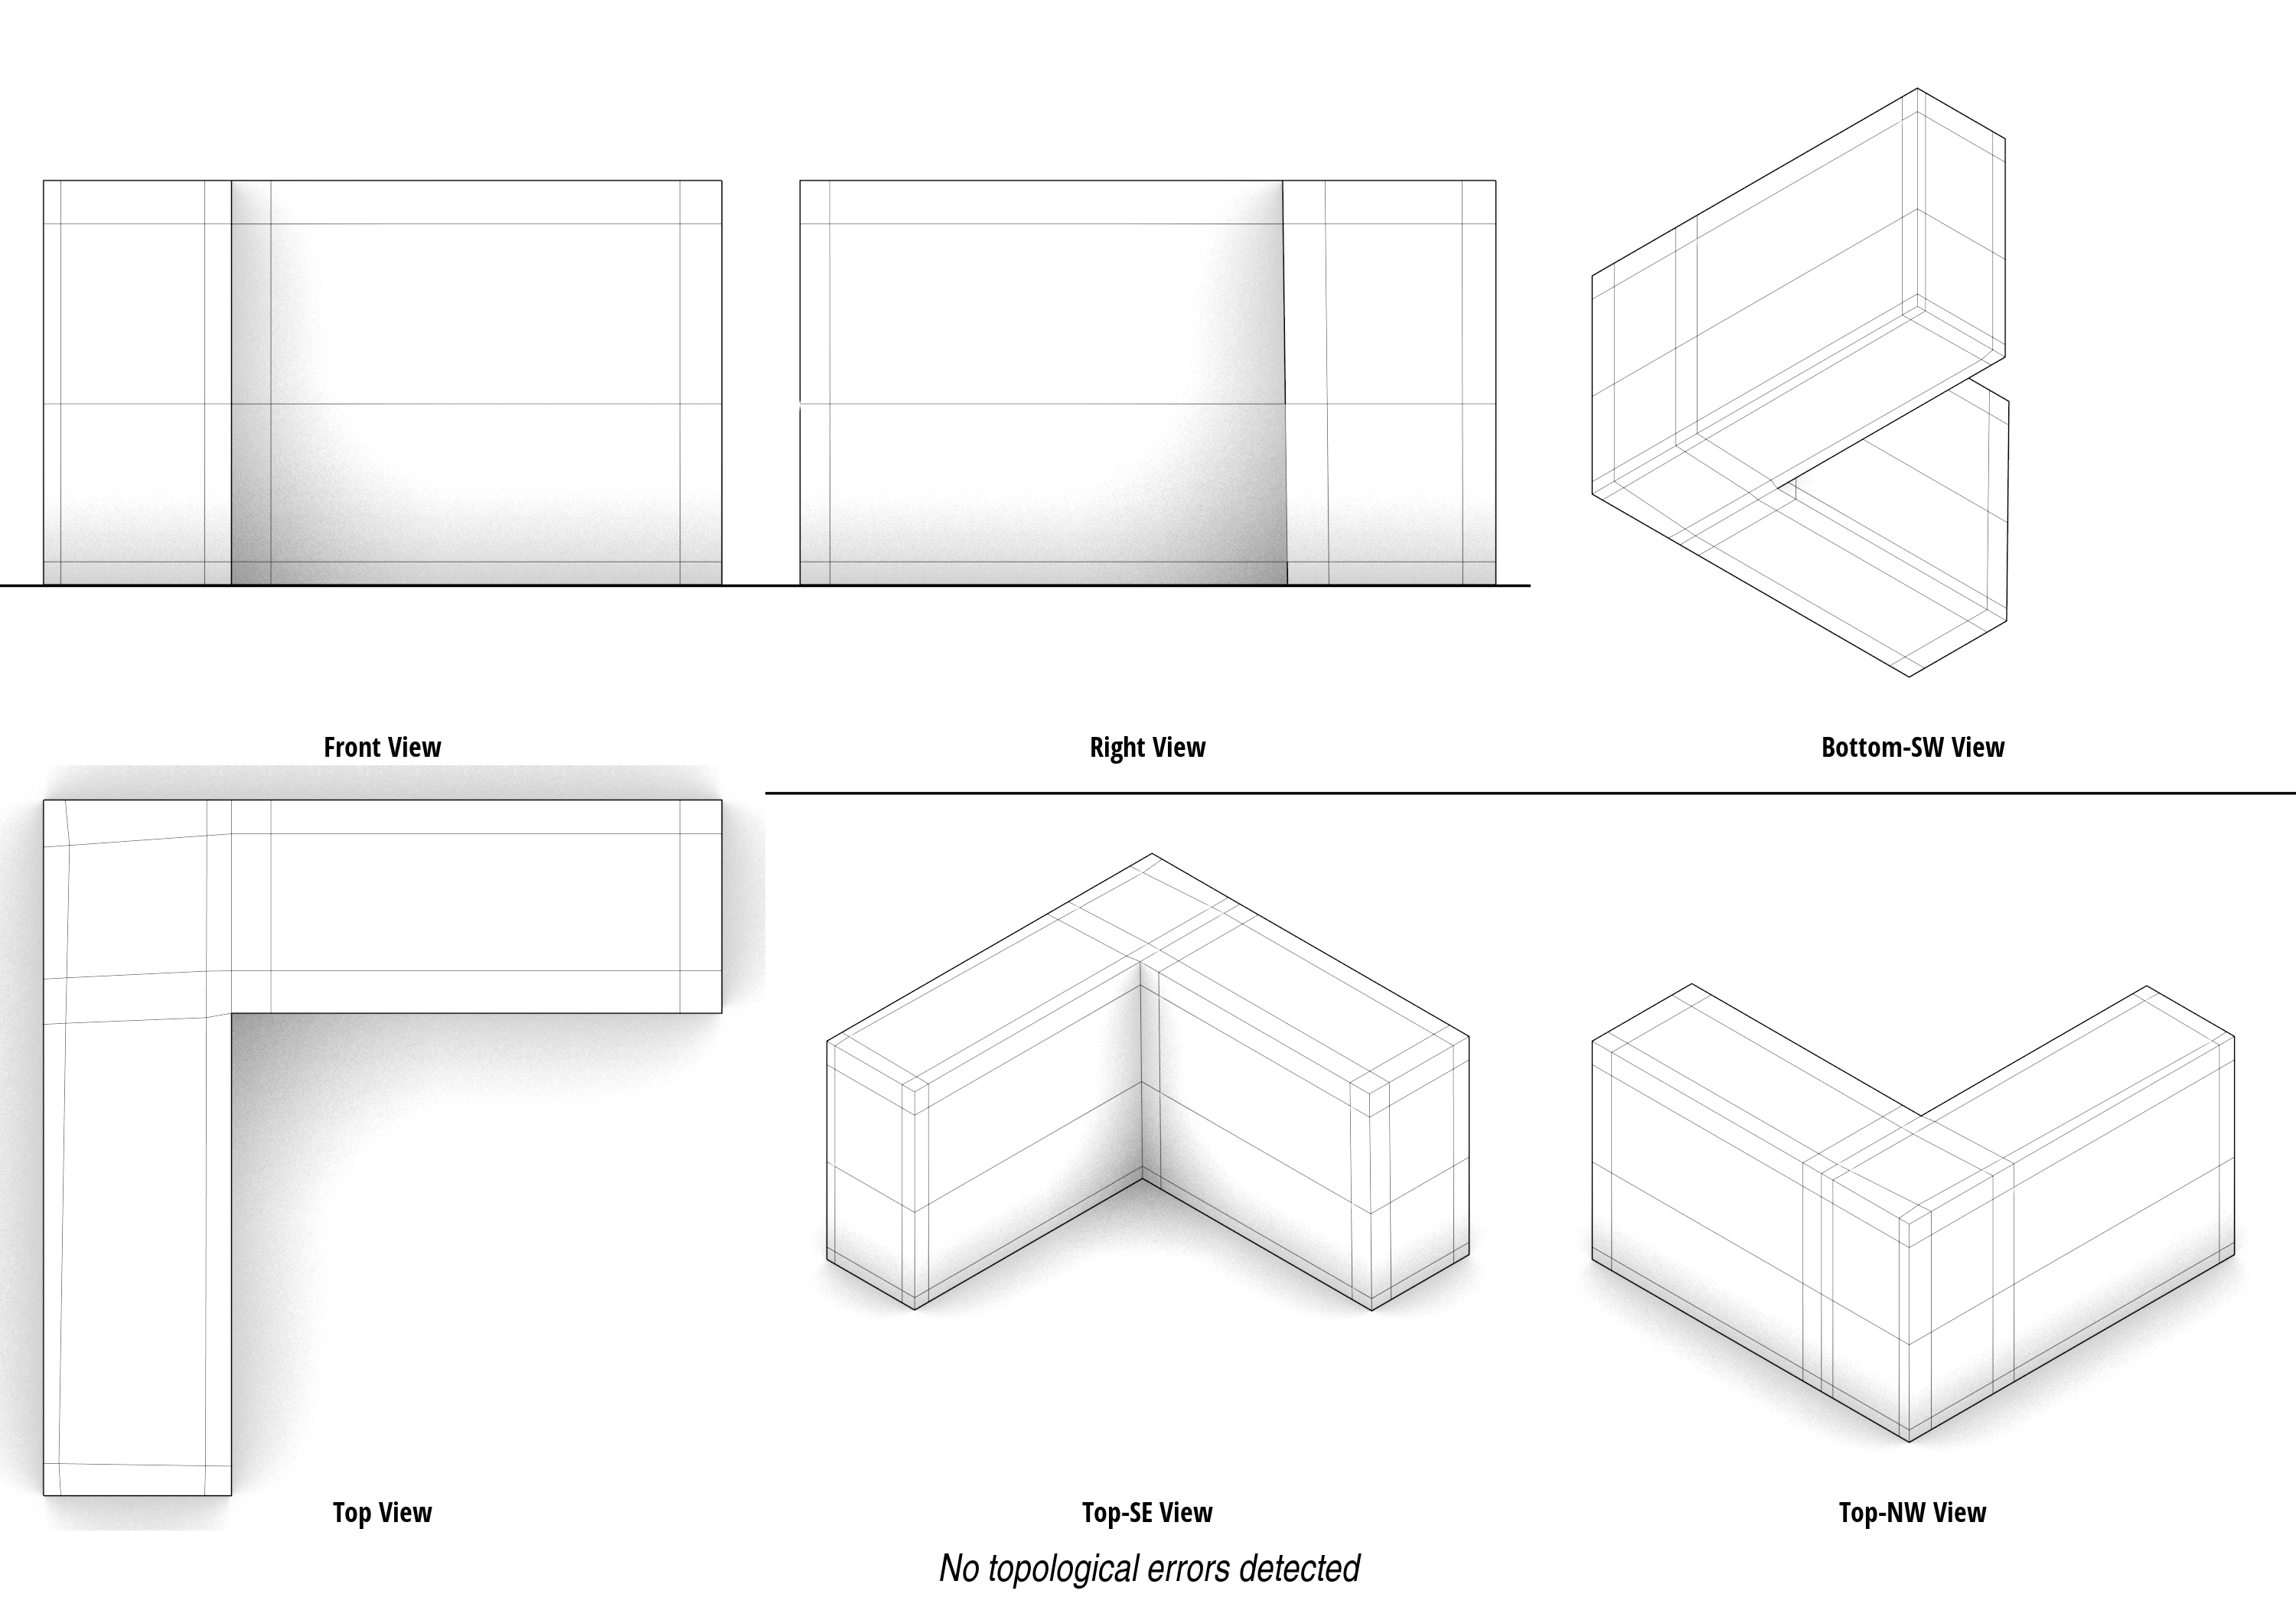 Front View
Right View
Bottom-SW View
Top View
Top-SE View
Top-NW View
No topological errors detected